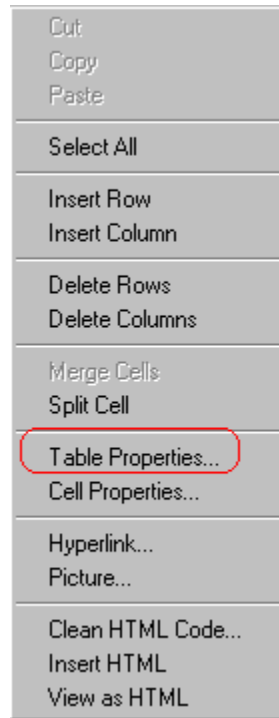 Cut
Copy
Paste
Select All
Insert Row
Insert Column
Delete Rows
Delete Columns
Merge Cells
Split Cell
Table Properties...
Cell Properties...
Hyperlink...
Picture...
Clean HTML Code...
Insert HTML
View as HTML